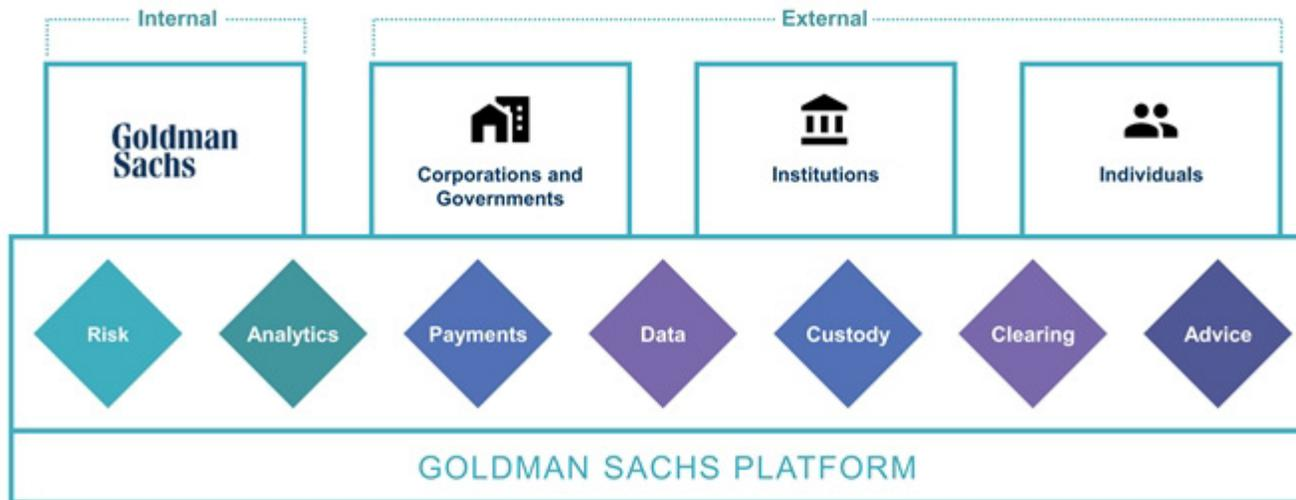 Internal
External
Goldman
Sachs
Corporations and
Governments
Institutions
Individuals
Risk
Analytics
Payments
Data
Custody
Clearing
Advice
GOLDMAN SACHS PLATFORM